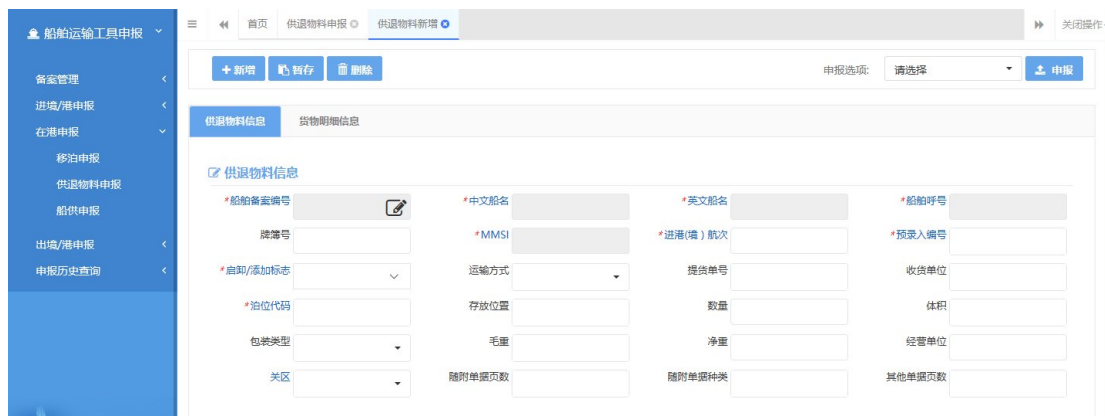 船舶运输工具申报
首页 供退物料申报 供退物料新增 关闭操作
新增 暂存 删除 申报选项: 请选择 申报
备案管理
进境/港申报
在港申报
移泊申报
供退物料申报
船供申报
出境/港申报
申报历史查询
供退物料信息 货物明细信息
供退物料信息
*船舶备案编号 *中文船名 *英文船名 *船舶呼号
牌簿号 *MMSI *进港(境)航次 *预录入编号
*启卸/添加标志 运输方式 提货单号 收货单位
*泊位代码 存放位置 数量 体积
包装类型 毛重 净重 经营单位
关区 随附单据页数 随附单据种类 其他单据页数